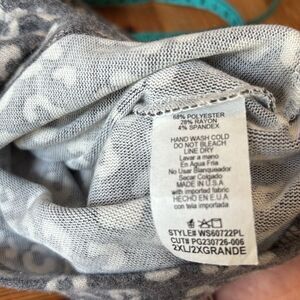 68% POLYESTER
28% RAYON
4% SPANDEX
HAND WASH COLD
DO NOT BLEACH
LINE DRY
Lavar a mano
En Agua Fria
No Usar Blanqueador
Secar Colgado
MADE IN U.S.A.
with imported fabric
HECHO EN E.U.A
con tela importada
STYLE# WS60722PL
CUT# PG230726-006
2XL/2XGRANDE